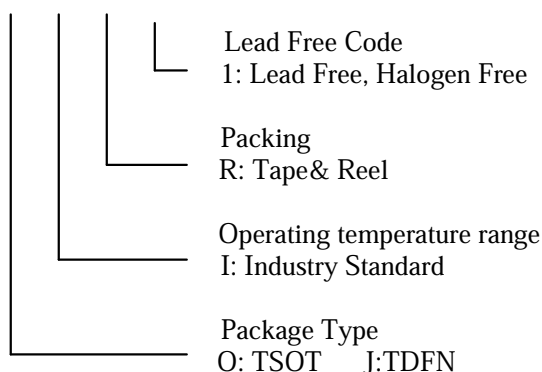 Lead Free Code
1: Lead Free, Halogen Free
Packing
R: Tape& Reel
Operating temperature range
I: Industry Standard
Package Type
O: TSOT J:TDFN